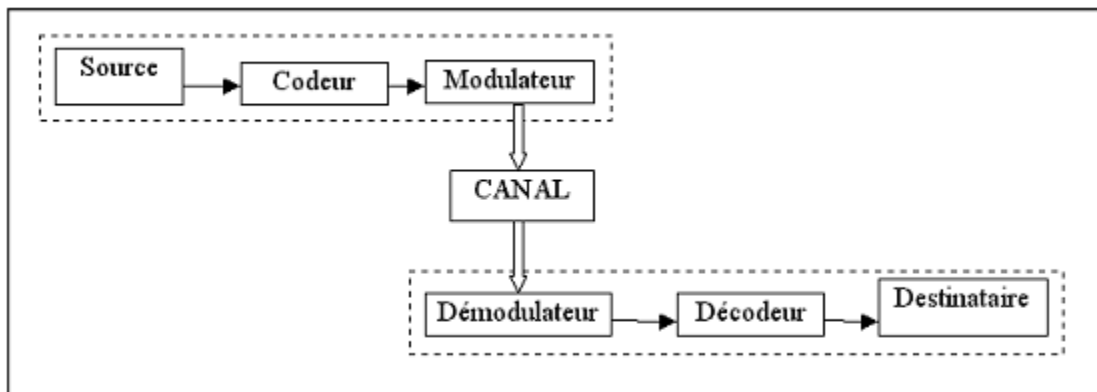 Source
Codeur
Modulateur
CANAL
Démodulateur
Décodeur
Destinataire